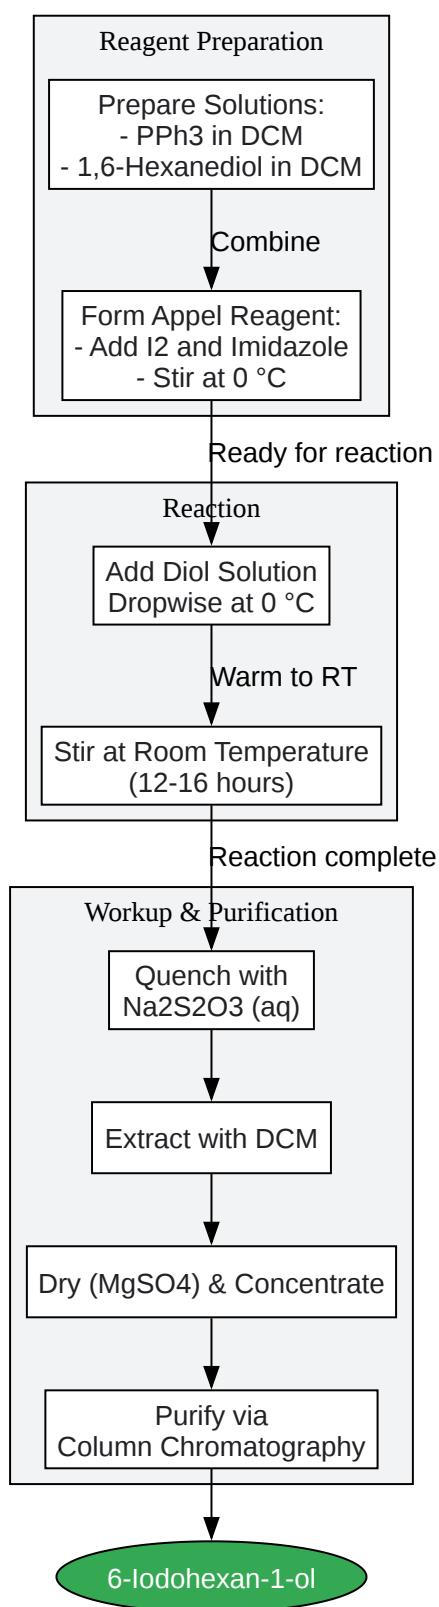 Reagent Preparation
Prepare Solutions:
- PPh3 in DCM
- 1,6-Hexanediol in DCM
Combine
Form Appel Reagent:
- Add I2 and Imidazole
- Stir at 0 °C
Ready for reaction
Reaction
Add Diol Solution
Dropwise at 0 °C
Warm to RT
Stir at Room Temperature
(12-16 hours)
Reaction complete
Workup & Purification
Quench with
Na2S2O3 (aq)
Extract with DCM
Dry (MgSO4) & Concentrate
Purify via
Column Chromatography
6-Iodohexan-1-ol